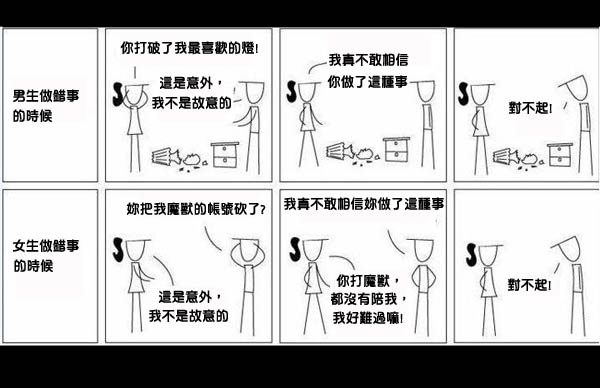 男生做錯事
的時候
你打破了我最喜歡的燈!
這是意外，
我不是故意的
我真不敢相信
你做了這種事
對不起!
女生做錯事
的時候
妳把我魔獸的帳號砍了?
這是意外，
我不是故意的
我真不敢相信妳做了這種事
你打魔獸，
都沒有陪我，
我好難過嘛!
對不起!